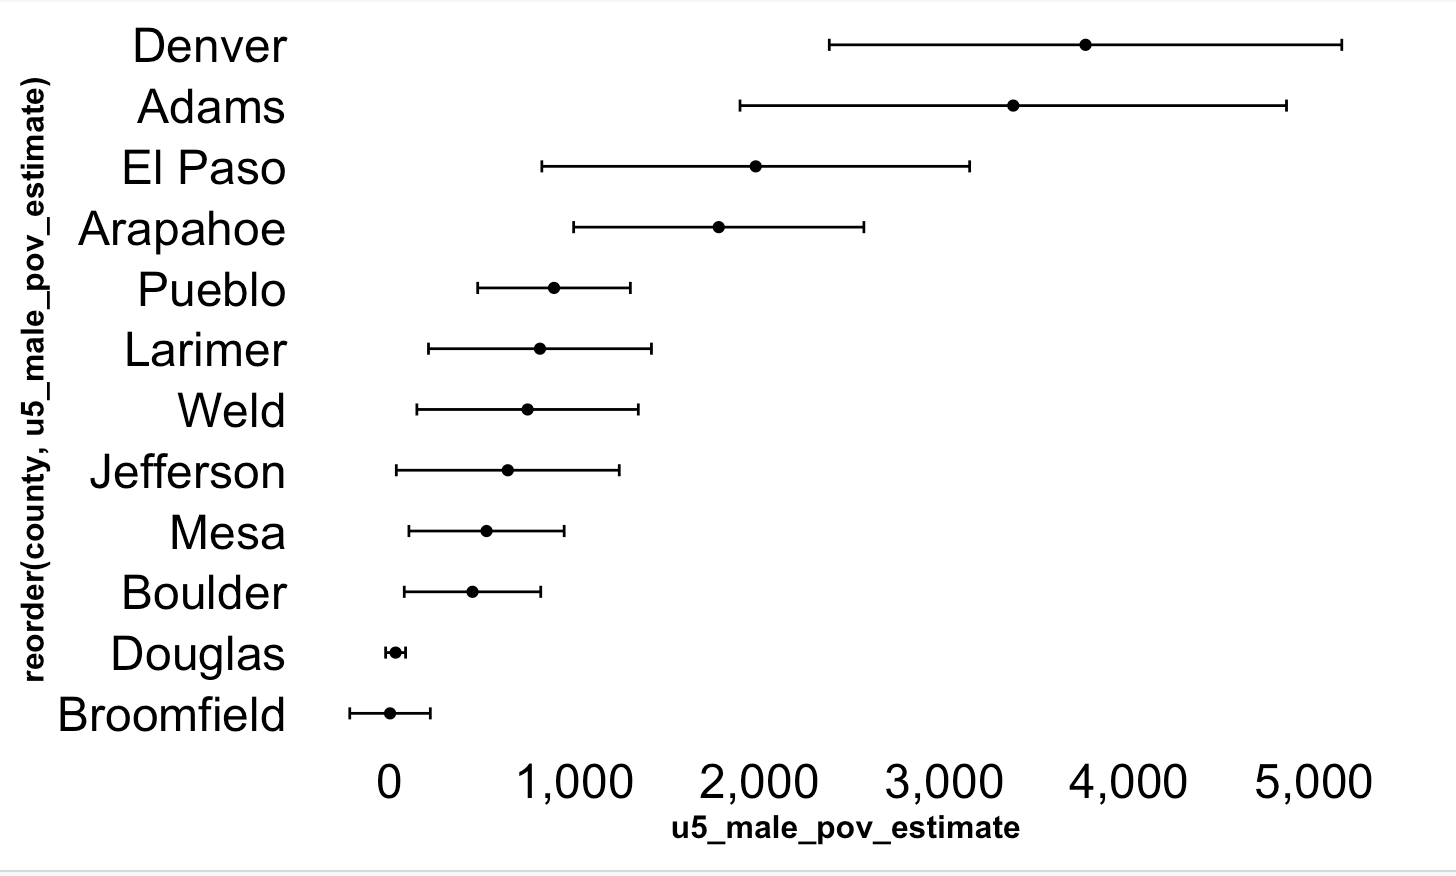 reorder(county, u5_male_pov_estimate)
Denver
Adams
El Paso
Arapahoe
Pueblo
Larimer
Weld
Jefferson
Mesa
Boulder
Douglas
Broomfield
0 1,000 2,000 3,000 4,000 5,000
u5_male_pov_estimate